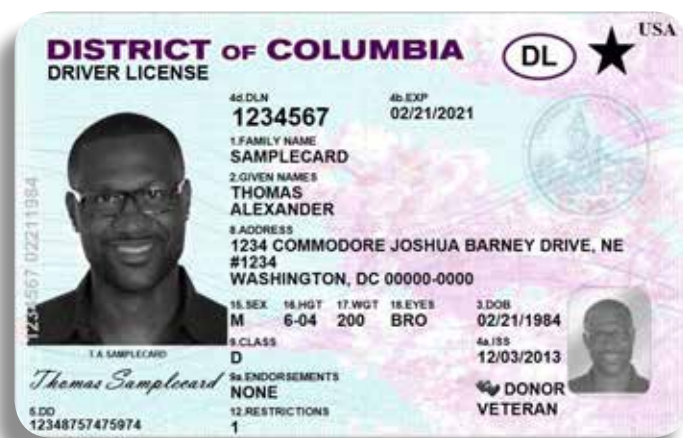 USA
DISTRICT OF COLUMBIA
DL
DRIVER LICENSE
4d.DLN
4b.EXP
1234567
02/21/2021
1.FAMILY NAME
SAMPLECARD
2.GIVEN NAMES
THOMAS
ALEXANDER
8.ADDRESS
1234 COMMODORE JOSHUA BARNEY DRIVE, NE
#1234
WASHINGTON, DC 00000-0000
15.SEX 16.HGT 17.WGT 18.EYES 3.DOB
M 6-04 200 BRO 02/21/1984
9.CLASS 4a.ISS
D 12/03/2013
T.A. SAMPLECARD
Thomas Samplecard
9a.ENDORSEMENTS
NONE
DONOR
VETERAN
5.DD
12348757475974
12.RESTRICTIONS
1
1234567 02211984